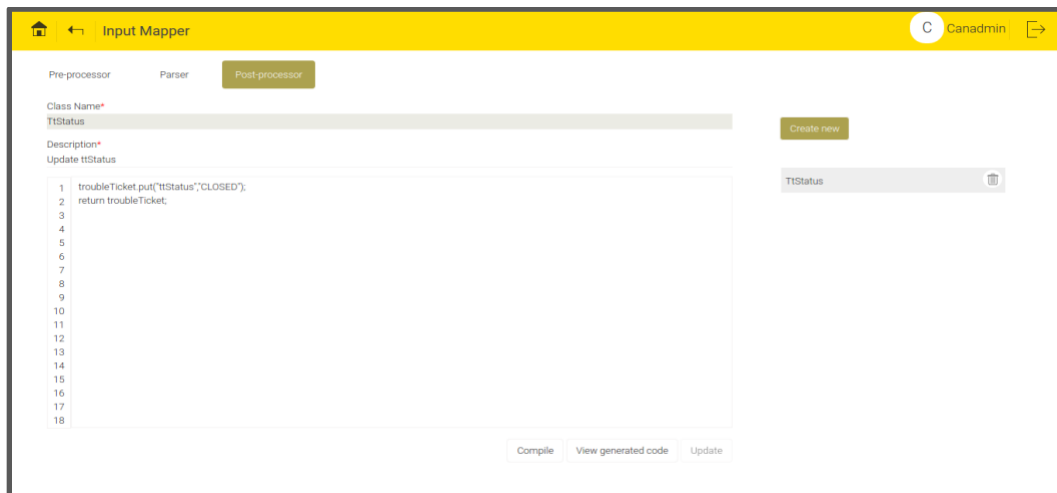 Input Mapper
C Canadmin
Pre-processor Parser Post-processor
Class Name*
TtStatus
Create new
Description*
Update ttStatus
TtStatus
1 troubleTicket.put("ttStatus","CLOSED");
2 return troubleTicket;
3
4
5
6
7
8
9
10
11
12
13
14
15
16
17
18
Compile View generated code Update